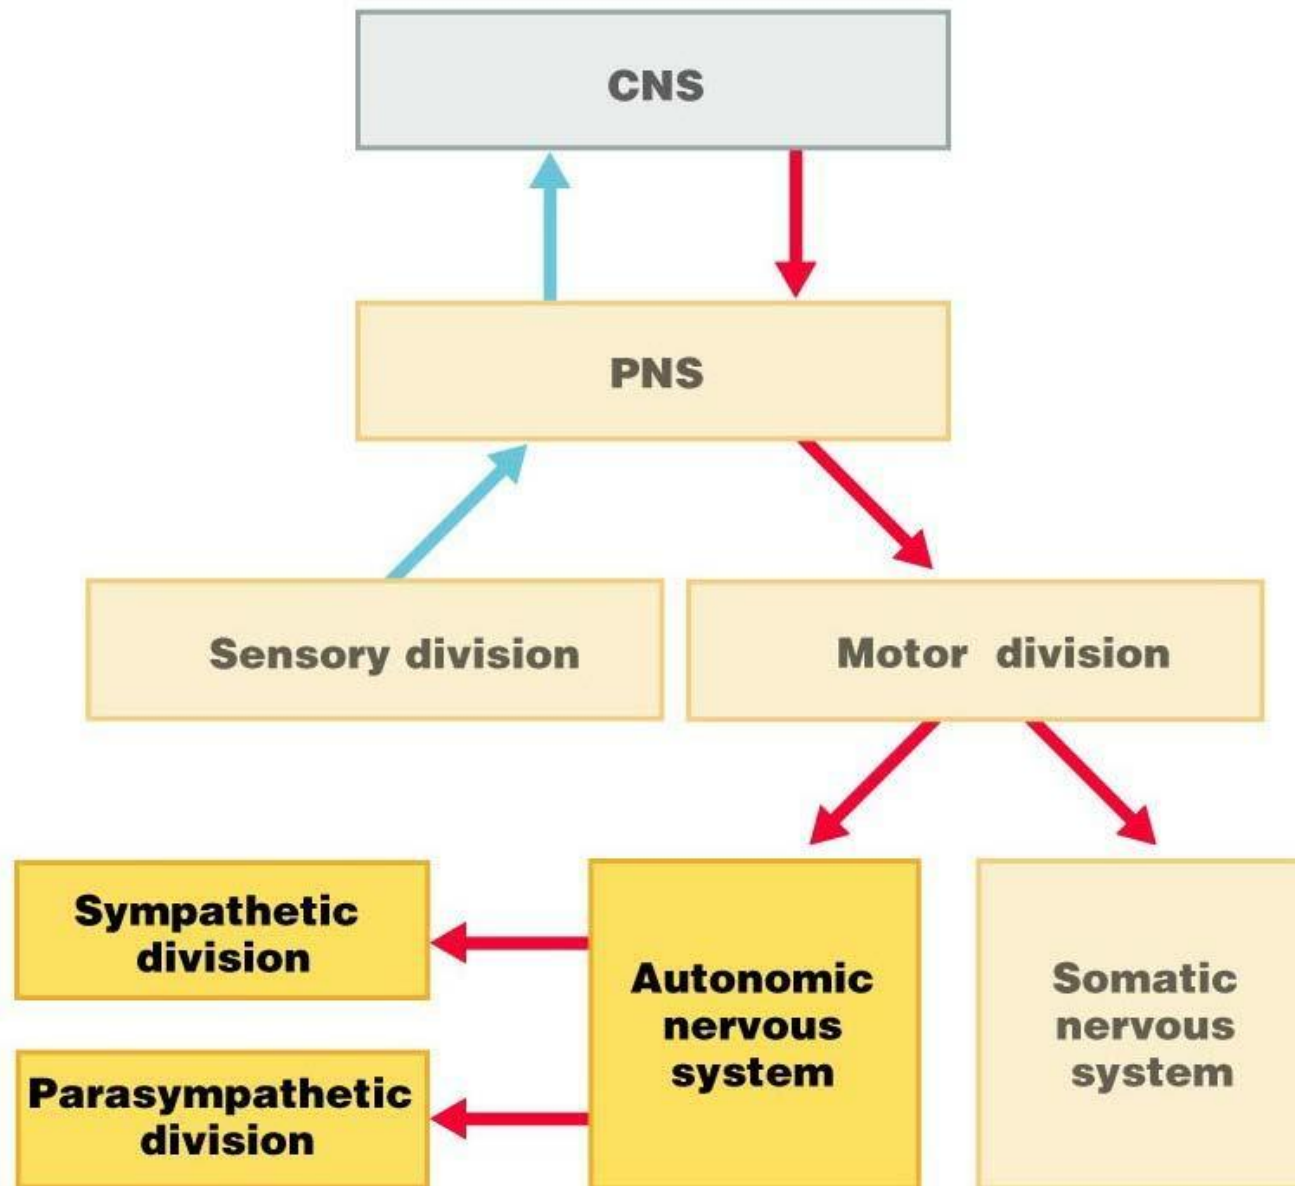 CNS
PNS
Sensory division
Motor division
Sympathetic
division
Parasympathetic
division
Autonomic
nervous
system
Somatic
nervous
system